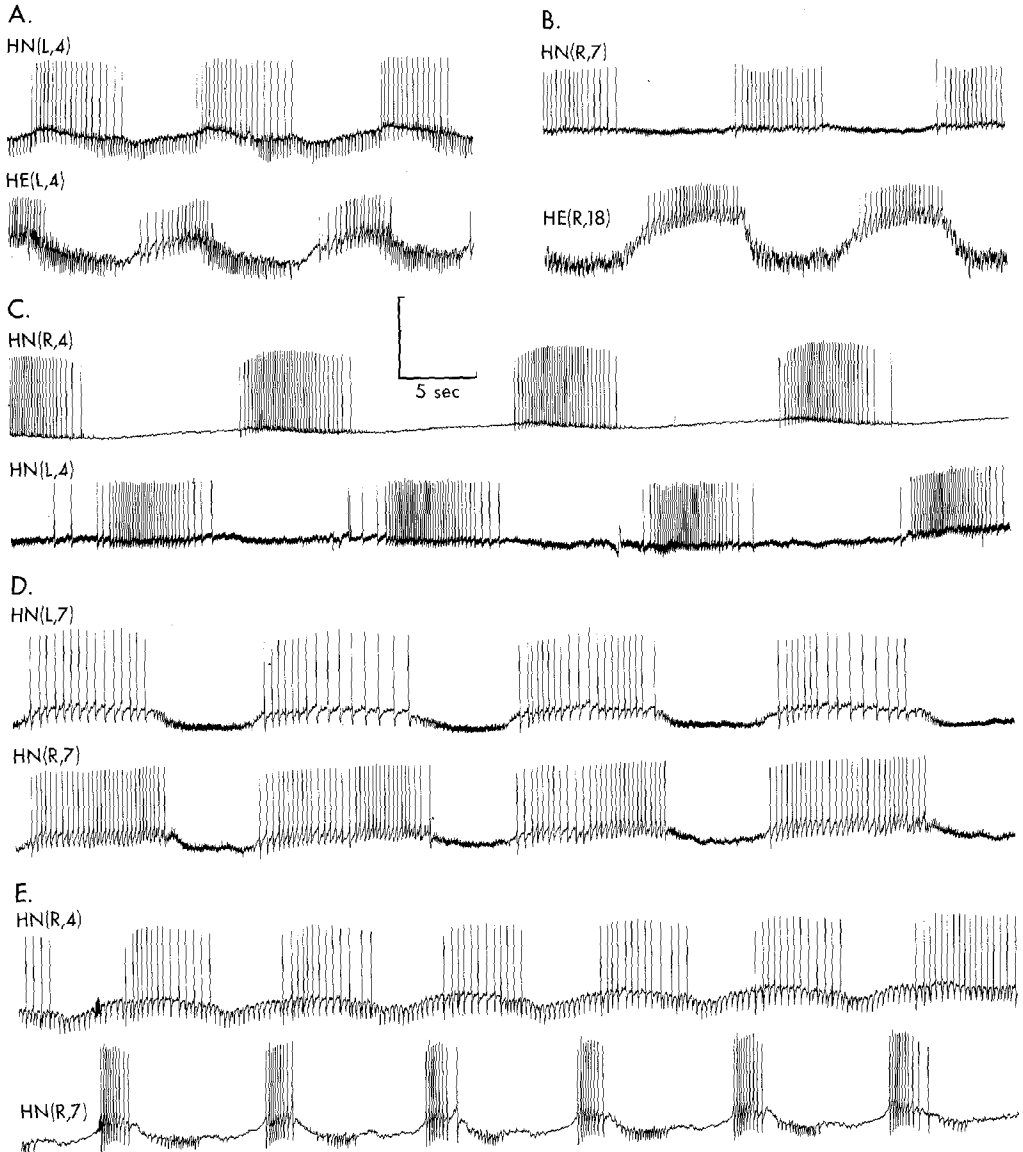 A.
HN(L,4)
HE(L,4)
B.
HN(R,7)
HE(R,18)
C.
HN(R,4)
5 sec
HN(L,4)
D.
HN(L,7)
HN(R,7)
E.
HN(R,4)
HN(R,7)